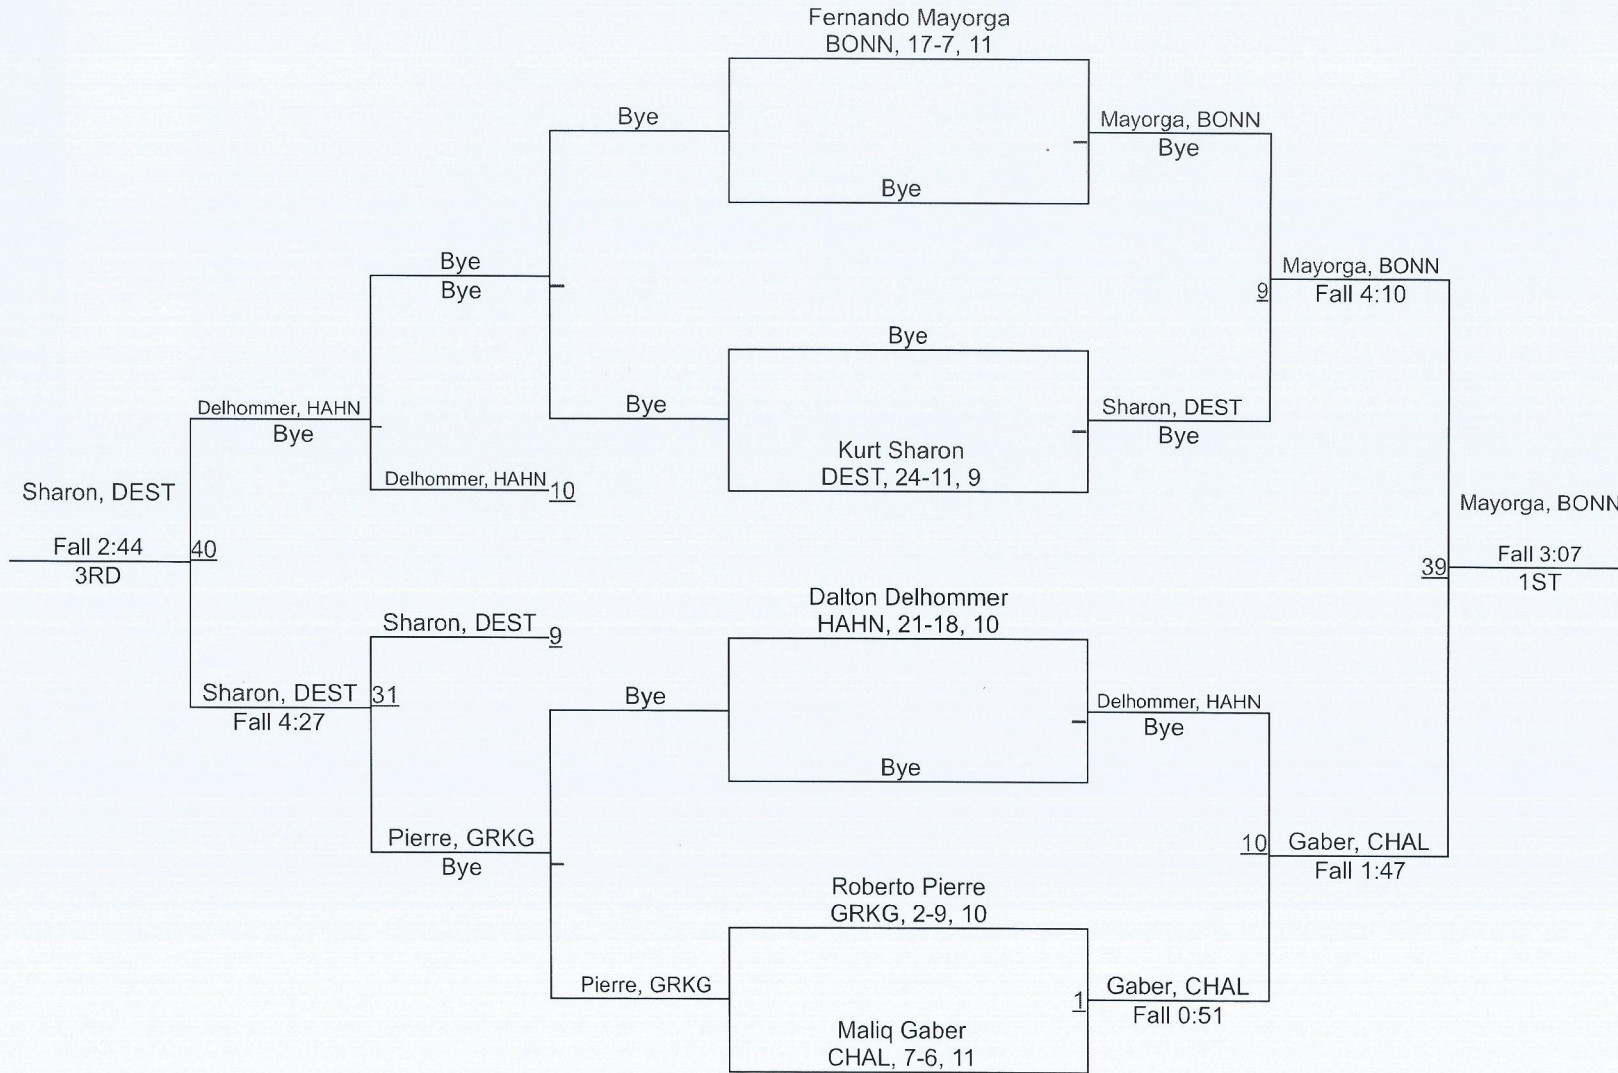 Fernando Mayorga
BONN, 17-7, 11
Bye
Mayorga, BONN
Bye
Bye
Bye
Bye
Mayorga, BONN
9
Fall 4:10
Bye
Bye
Sharon, DEST
Bye
Delhommer, HAHN
Bye
Kurt Sharon
DEST, 24-11, 9
Delhommer, HAHN
10
Sharon, DEST
Mayorga, BONN
Fall 2:44
40
3RD
39
Fall 3:07
1ST
Dalton Delhommer
HAHN, 21-18, 10
Sharon, DEST
9
Sharon, DEST
31
Fall 4:27
Bye
Delhommer, HAHN
Bye
Bye
Pierre, GRKG
Bye
10
Gaber, CHAL
Fall 1:47
Roberto Pierre
GRKG, 2-9, 10
Pierre, GRKG
1
Gaber, CHAL
Fall 0:51
Maliq Gaber
CHAL, 7-6, 11